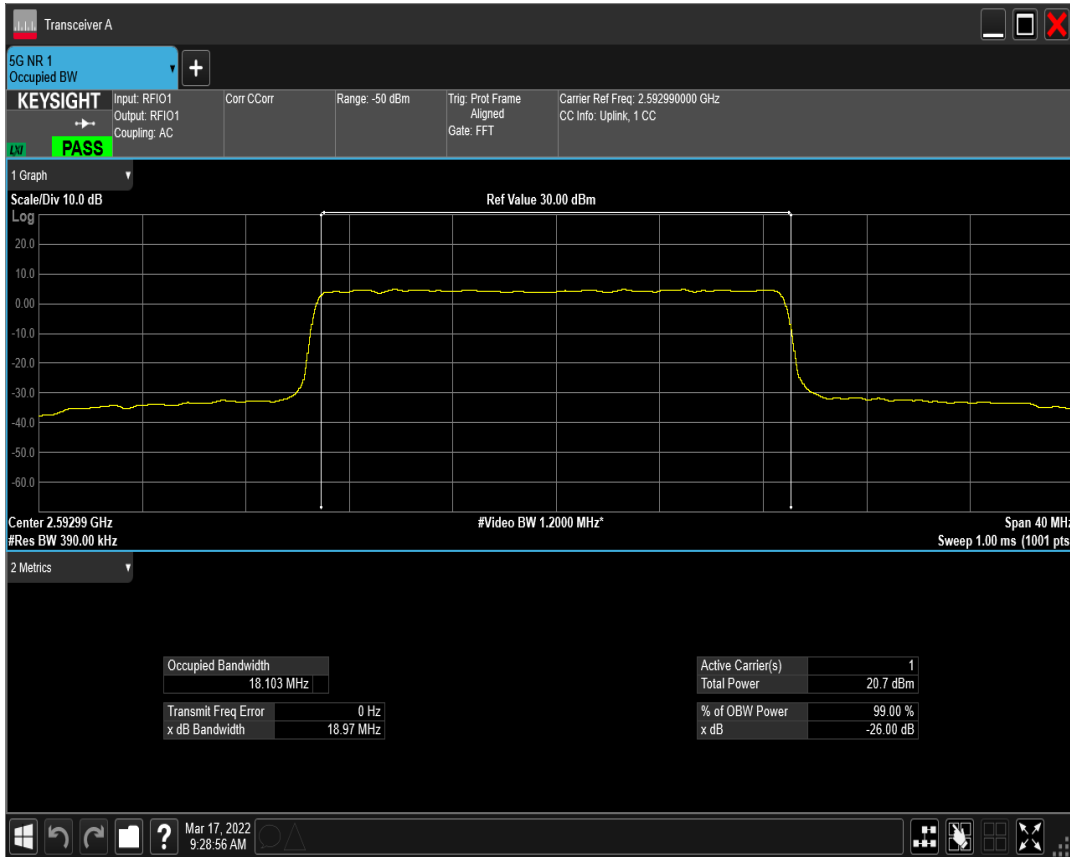 Transceiver A
5G NR 1
Occupied BW
+
KEYSIGHT
LXI
PASS
Input: RFIO1
Output: RFIO1
Coupling: AC
Corr CCorr
Range: -50 dBm
Trig: Prot Frame
Aligned
Gate: FFT
Carrier Ref Freq: 2.592990000 GHz
CC Info: Uplink, 1 CC
1 Graph
Scale/Div 10.0 dB
Ref Value 30.00 dBm
Log
20.0
10.0
0.00
-10.0
-20.0
-30.0
-40.0
-50.0
-60.0
Center 2.59299 GHz
#Video BW 1.2000 MHz*
Span 40 MHz
#Res BW 390.00 kHz
Sweep 1.00 ms (1001 pts
2 Metrics
Occupied Bandwidth
18.103 MHz
Transmit Freq Error 0 Hz
x dB Bandwidth 18.97 MHz
Active Carrier(s) 1
Total Power 20.7 dBm
% of OBW Power 99.00 %
x dB -26.00 dB
?
Mar 17, 2022
9:28:56 AM